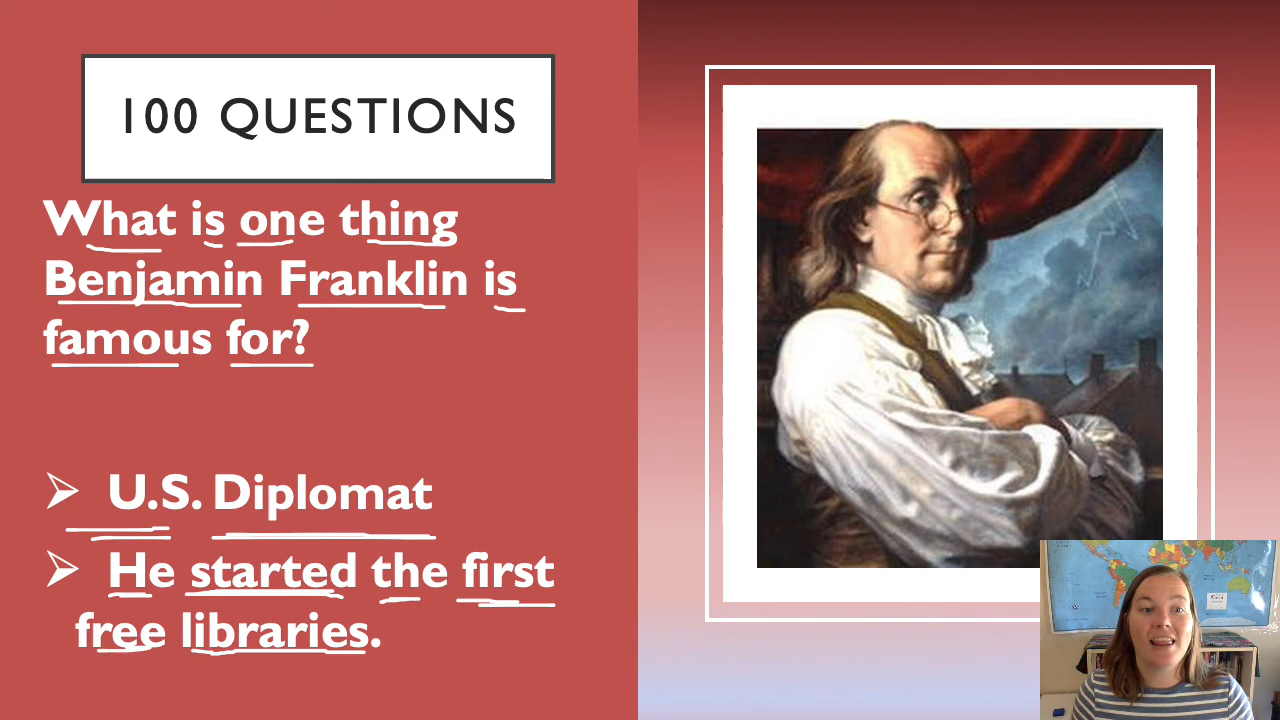 100 QUESTIONS
What is one thing
Benjamin Franklin is
famous for?
➢ U.S. Diplomat
➢ He started the first
free libraries.